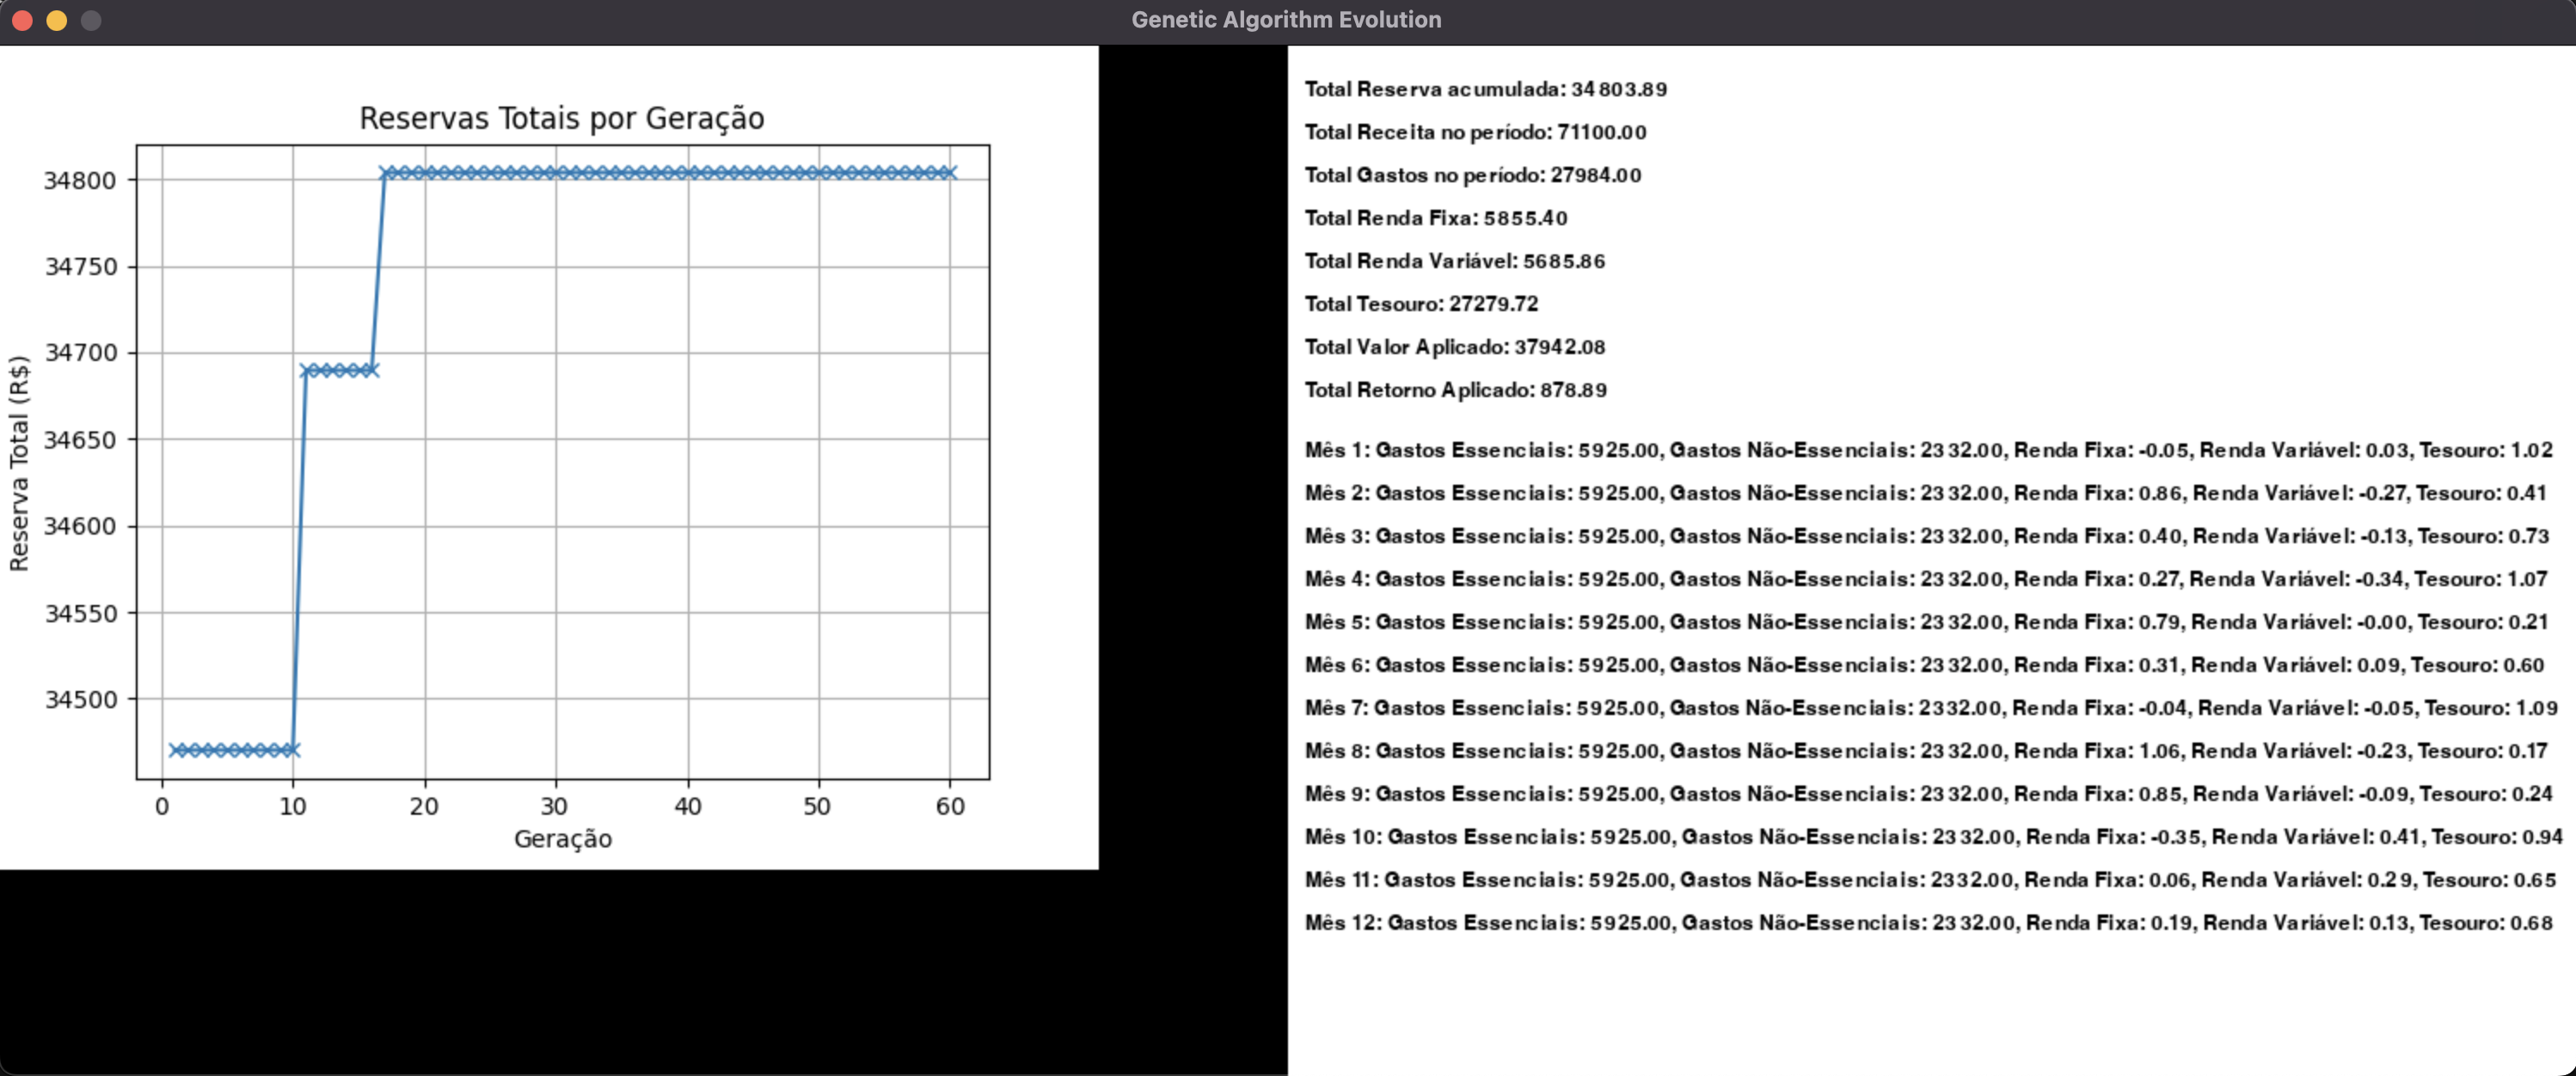 Genetic Algorithm Evolution
Reservas Totais por Geração
34800
34750
34700
34650
34600
34550
34500
Reserva Total (R$)
0 10 20 30 40 50 60
Geração
Total Reserva acumulada: 34803.89
Total Receita no período: 71100.00
Total Gastos no período: 27984.00
Total Renda Fixa: 5855.40
Total Renda Variável: 5685.86
Total Tesouro: 27279.72
Total Valor Aplicado: 37942.08
Total Retorno Aplicado: 878.89
Mês 1: Gastos Essenciais: 5925.00, Gastos Não-Essenciais: 2332.00, Renda Fixa: -0.05, Renda Variável: 0.03, Tesouro: 1.02
Mês 2: Gastos Essenciais: 5925.00, Gastos Não-Essenciais: 2332.00, Renda Fixa: 0.86, Renda Variável: -0.27, Tesouro: 0.41
Mês 3: Gastos Essenciais: 5925.00, Gastos Não-Essenciais: 2332.00, Renda Fixa: 0.40, Renda Variável: -0.13, Tesouro: 0.73
Mês 4: Gastos Essenciais: 5925.00, Gastos Não-Essenciais: 2332.00, Renda Fixa: 0.27, Renda Variável: -0.34, Tesouro: 1.07
Mês 5: Gastos Essenciais: 5925.00, Gastos Não-Essenciais: 2332.00, Renda Fixa: 0.79, Renda Variável: -0.00, Tesouro: 0.21
Mês 6: Gastos Essenciais: 5925.00, Gastos Não-Essenciais: 2332.00, Renda Fixa: 0.31, Renda Variável: 0.09, Tesouro: 0.60
Mês 7: Gastos Essenciais: 5925.00, Gastos Não-Essenciais: 2332.00, Renda Fixa: -0.04, Renda Variável: -0.05, Tesouro: 1.09
Mês 8: Gastos Essenciais: 5925.00, Gastos Não-Essenciais: 2332.00, Renda Fixa: 1.06, Renda Variável: -0.23, Tesouro: 0.17
Mês 9: Gastos Essenciais: 5925.00, Gastos Não-Essenciais: 2332.00, Renda Fixa: 0.85, Renda Variável: -0.09, Tesouro: 0.24
Mês 10: Gastos Essenciais: 5925.00, Gastos Não-Essenciais: 2332.00, Renda Fixa: -0.35, Renda Variável: 0.41, Tesouro: 0.94
Mês 11: Gastos Essenciais: 5925.00, Gastos Não-Essenciais: 2332.00, Renda Fixa: 0.06, Renda Variável: 0.29, Tesouro: 0.65
Mês 12: Gastos Essenciais: 5925.00, Gastos Não-Essenciais: 2332.00, Renda Fixa: 0.19, Renda Variável: 0.13, Tesouro: 0.68